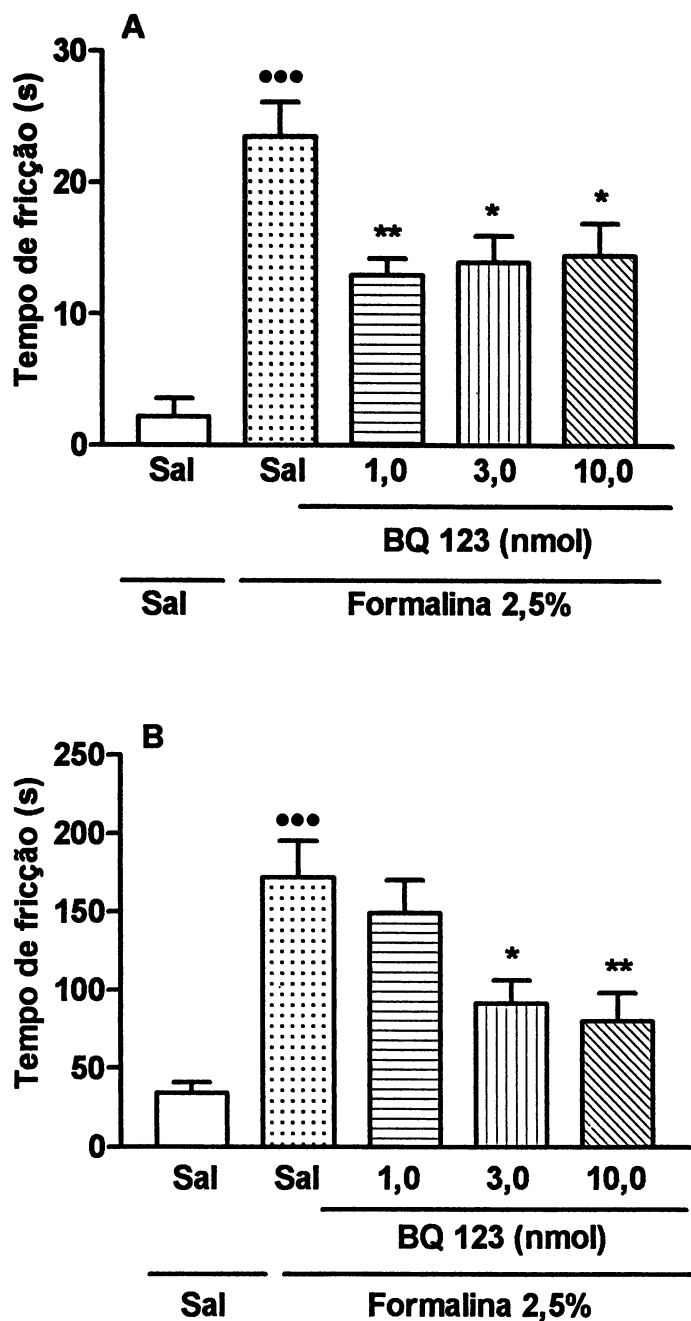 A
Tempo de fricção (s)
30
20
10
0
●●●
**
*
*
Sal Sal 1,0 3,0 10,0
BQ 123 (nmol)
Sal Formalina 2,5%
B
Tempo de fricção (s)
250
200
150
100
50
0
●●●
*
**
Sal Sal 1,0 3,0 10,0
BQ 123 (nmol)
Sal Formalina 2,5%